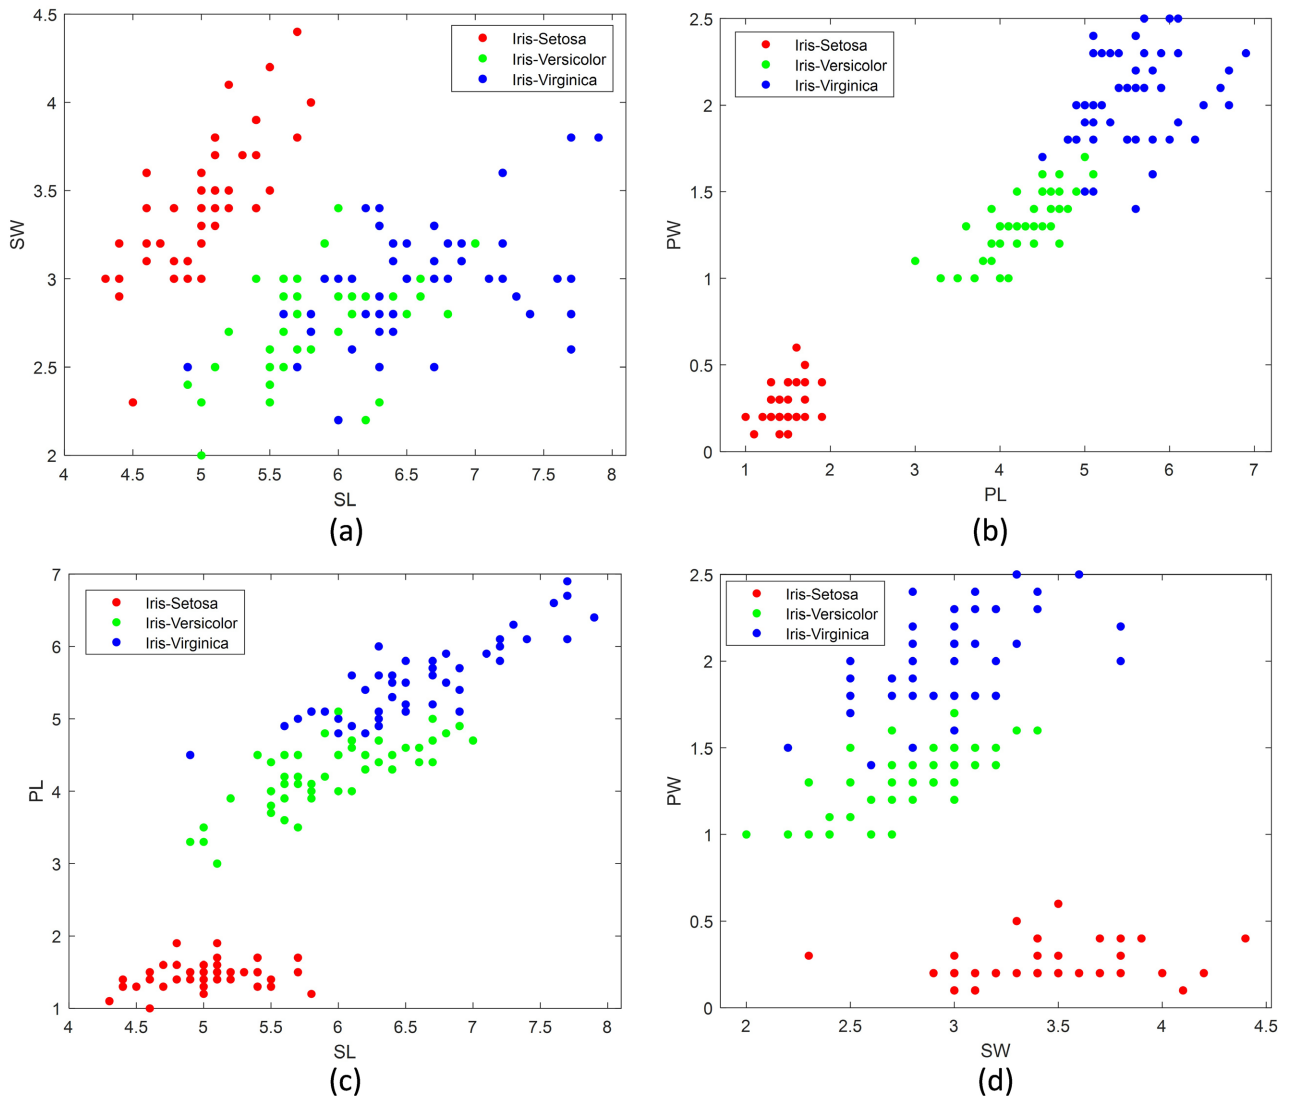 4.5
4
3.5
3
2.5
2
SW
Iris-Setosa
Iris-Versicolor
Iris-Virginica
4 4.5 5 5.5 6 6.5 7 7.5 8
SL
(a)
2.5
2
1.5
1
0.5
0
PW
Iris-Setosa
Iris-Versicolor
Iris-Virginica
1 2 3 4 5 6 7
PL
(b)
7
6
5
4
3
2
1
PL
Iris-Setosa
Iris-Versicolor
Iris-Virginica
4 4.5 5 5.5 6 6.5 7 7.5 8
SL
(c)
2.5
2
1.5
1
0.5
0
PW
Iris-Setosa
Iris-Versicolor
Iris-Virginica
2 2.5 3 3.5 4 4.5
SW
(d)